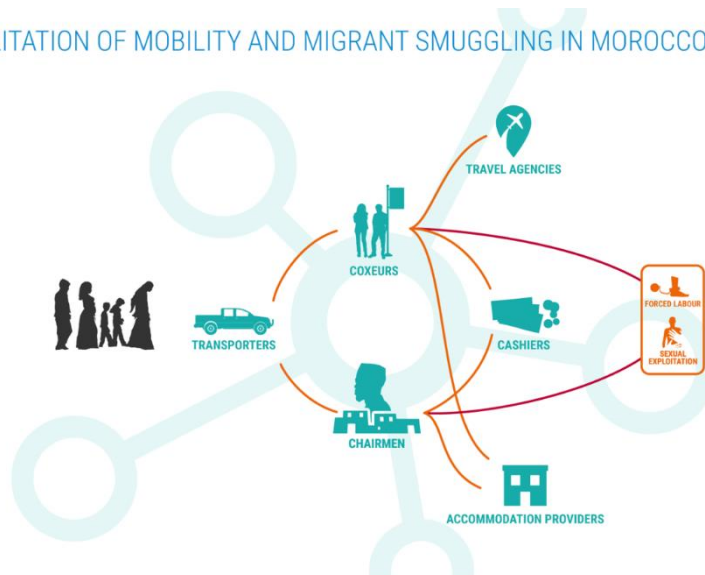 ITATION OF MOBILITY AND MIGRANT SMUGGLING IN MOROCCO
TRAVEL AGENCIES
COXEURS
FORCED LABOUR
TRANSPORTERS
CASHIERS
SEXUAL
EXPLOITATION
CHAIRMEN
ACCOMMODATION PROVIDERS